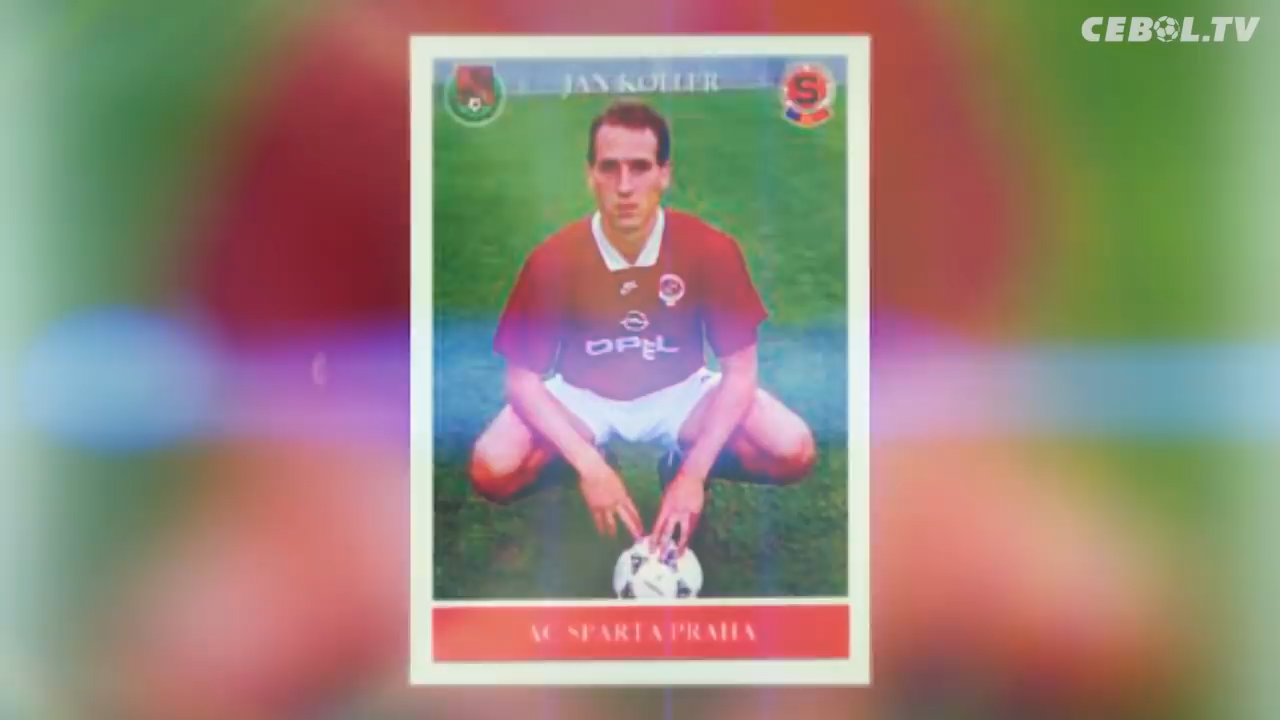 CEBOL.TV
JAN KOLLER
S
OPEL
AC SPARTA PRAHA